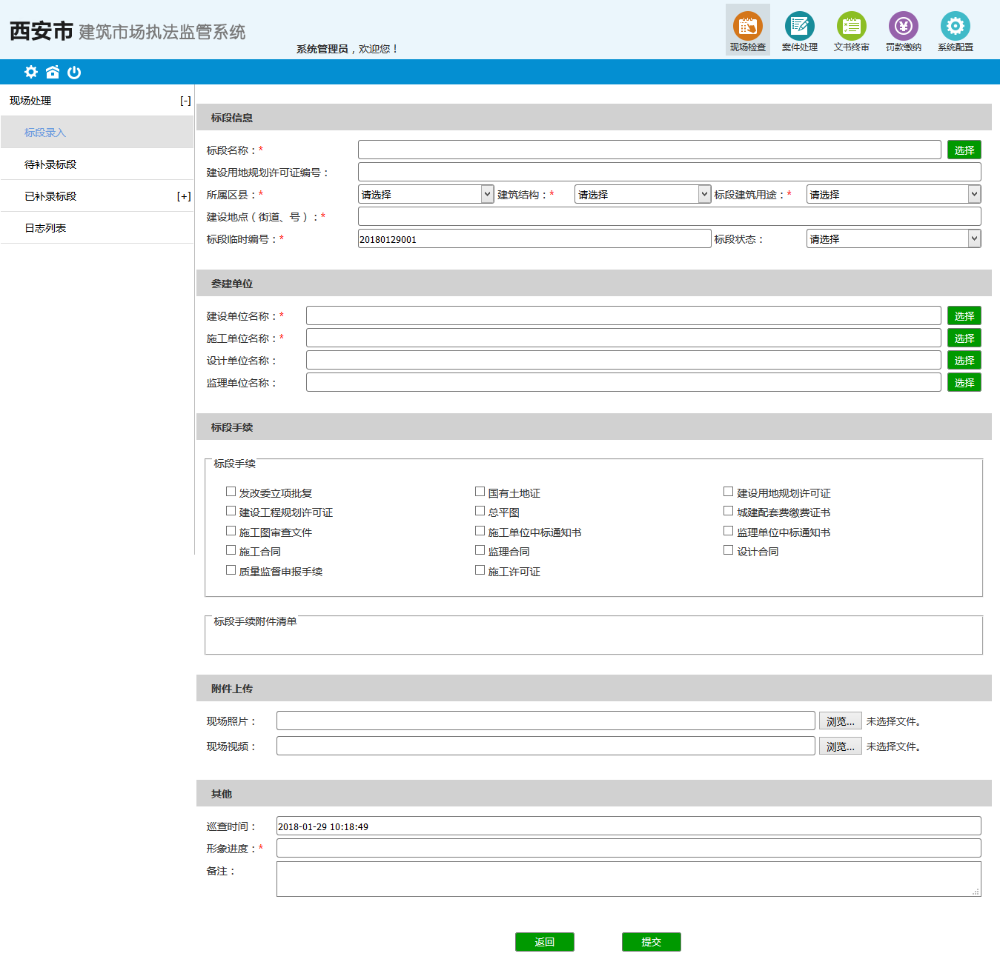 西安市 建筑市场执法监管系统
系统管理员，欢迎您！
现场检查 案件处理 文书终审 罚款缴纳 系统配置
现场处理 [-]
标段录入
待补录标段
已补录标段 [+]
日志列表
标段信息
标段名称：* 选择
建设用地规划许可证编号：
所属区县：* 请选择 建筑结构：* 请选择 标段建筑用途：* 请选择
建设地点（街道、号）：*
标段临时编号：* 20180129001 标段状态： 请选择
参建单位
建设单位名称：* 选择
施工单位名称：* 选择
设计单位名称： 选择
监理单位名称： 选择
标段手续
标段手续
发改委立项批复 国有土地证 建设用地规划许可证
建设工程规划许可证 总平图 城建配套费缴费证书
施工图审查文件 施工单位中标通知书 监理单位中标通知书
施工合同 监理合同 设计合同
质量监督申报手续 施工许可证
标段手续附件清单
附件上传
现场照片： 浏览... 未选择文件。
现场视频： 浏览... 未选择文件。
其他
巡查时间： 2018-01-29 10:18:49
形象进度：*
备注：
返回 提交